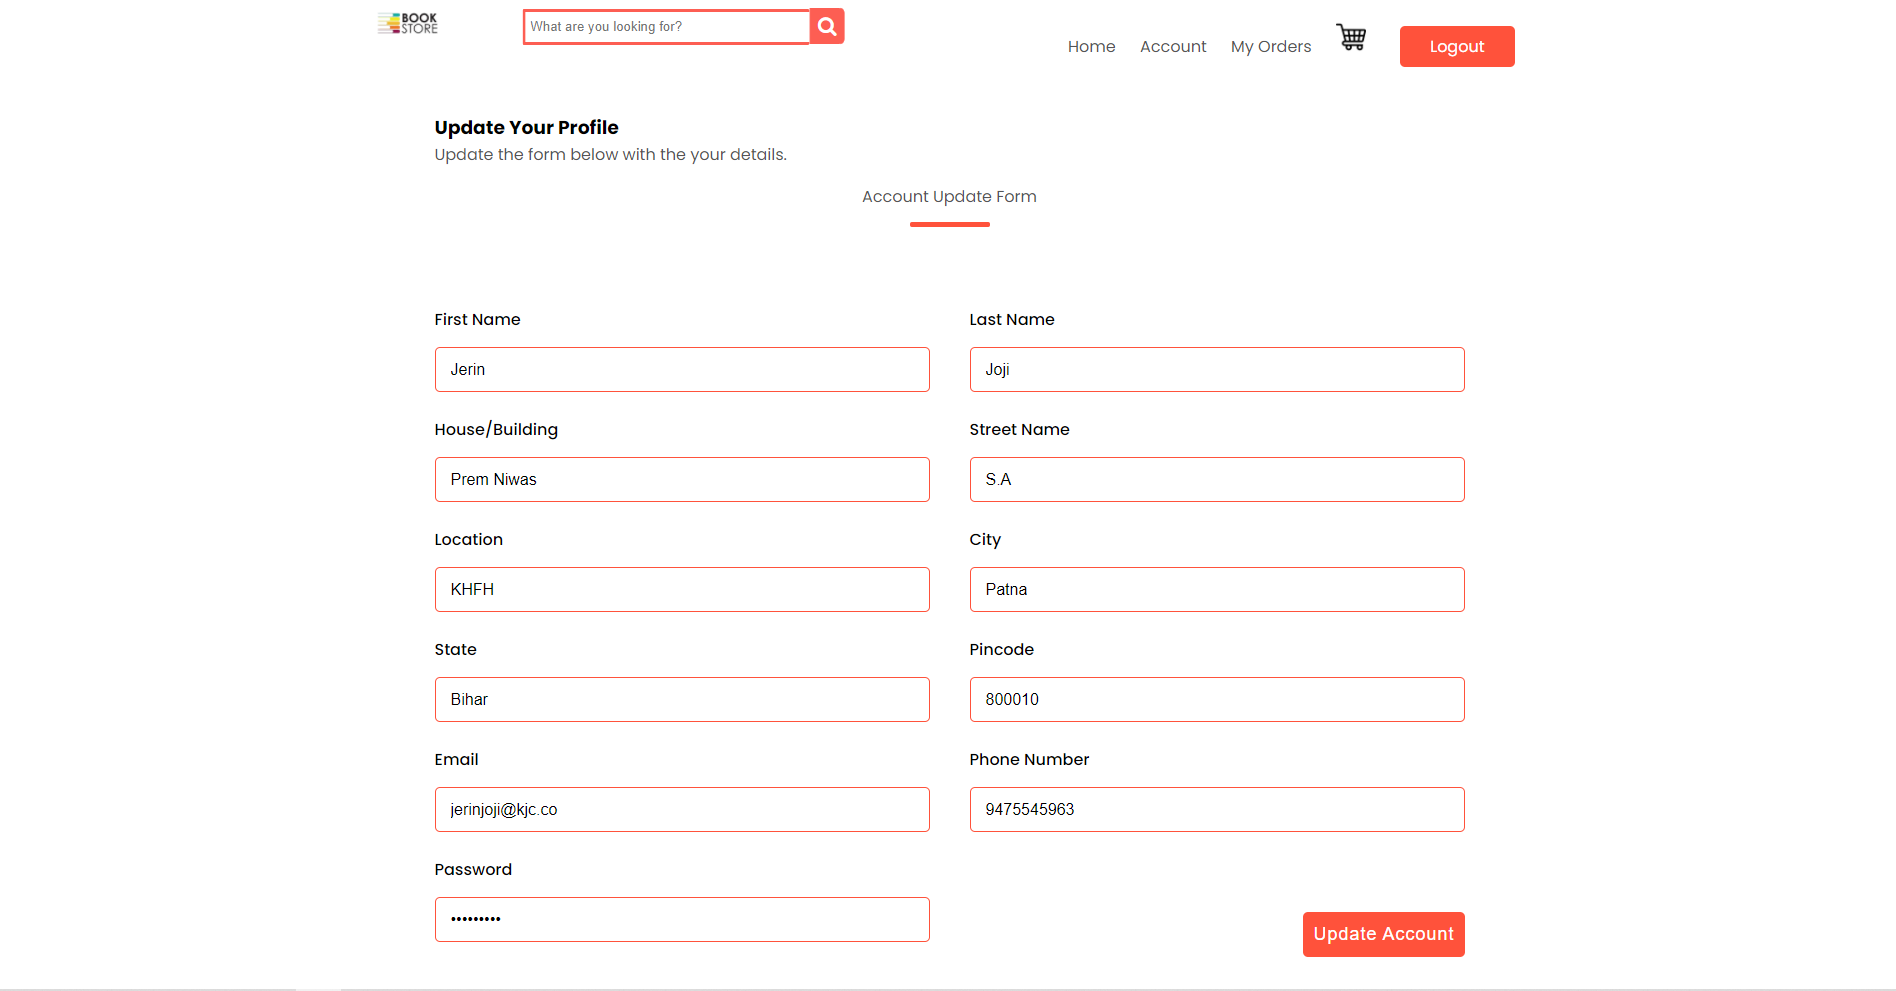 BOOK
STORE
What are you looking for?
Home Account My Orders Logout
Update Your Profile
Update the form below with the your details.
Account Update Form
First Name Last Name
Jerin Joji
House/Building Street Name
Prem Niwas S.A
Location City
KHFH Patna
State Pincode
Bihar 800010
Email Phone Number
jerinjoji@kjc.co 9475545963
Password
•••••••••
Update Account